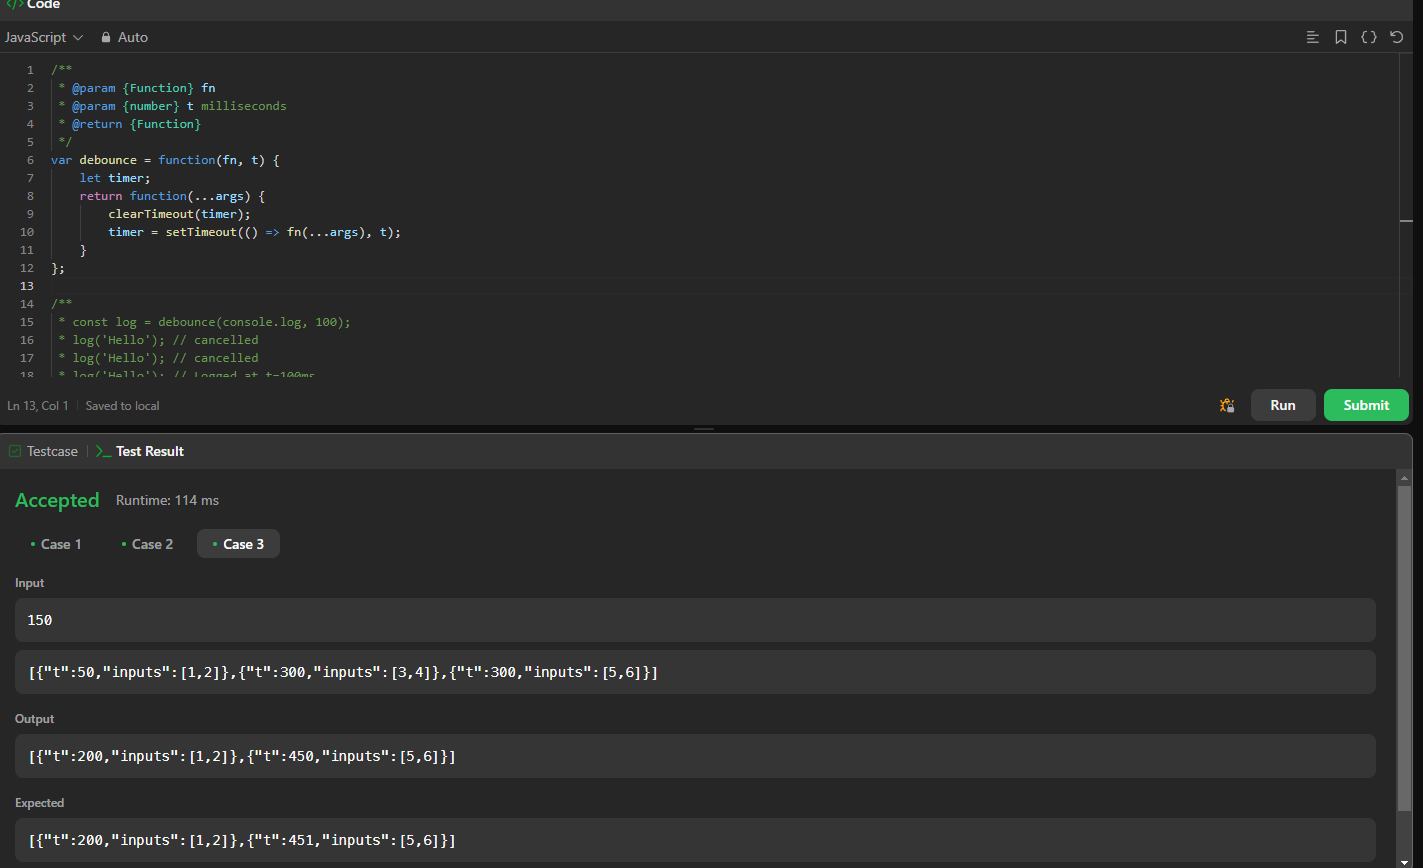 </> Code
JavaScript Auto
1 /**
2 * @param {Function} fn
3 * @param {number} t milliseconds
4 * @return {Function}
5 */
6 var debounce = function(fn, t) {
7 let timer;
8 return function(...args) {
9 clearTimeout(timer);
10 timer = setTimeout(() => fn(...args), t);
11 }
12 };
13
14 /**
15 * const log = debounce(console.log, 100);
16 * log('Hello'); // cancelled
17 * log('Hello'); // cancelled
18 * log('Hello'); // Logged at t=100ms
Ln 13, Col 1 | Saved to local
Run
Submit
Testcase | >_ Test Result
Accepted Runtime: 114 ms
• Case 1 • Case 2 • Case 3
Input
150
[{"t":50,"inputs":[1,2]},{"t":300,"inputs":[3,4]},{"t":300,"inputs":[5,6]}]
Output
[{"t":200,"inputs":[1,2]},{"t":450,"inputs":[5,6]}]
Expected
[{"t":200,"inputs":[1,2]},{"t":451,"inputs":[5,6]}]